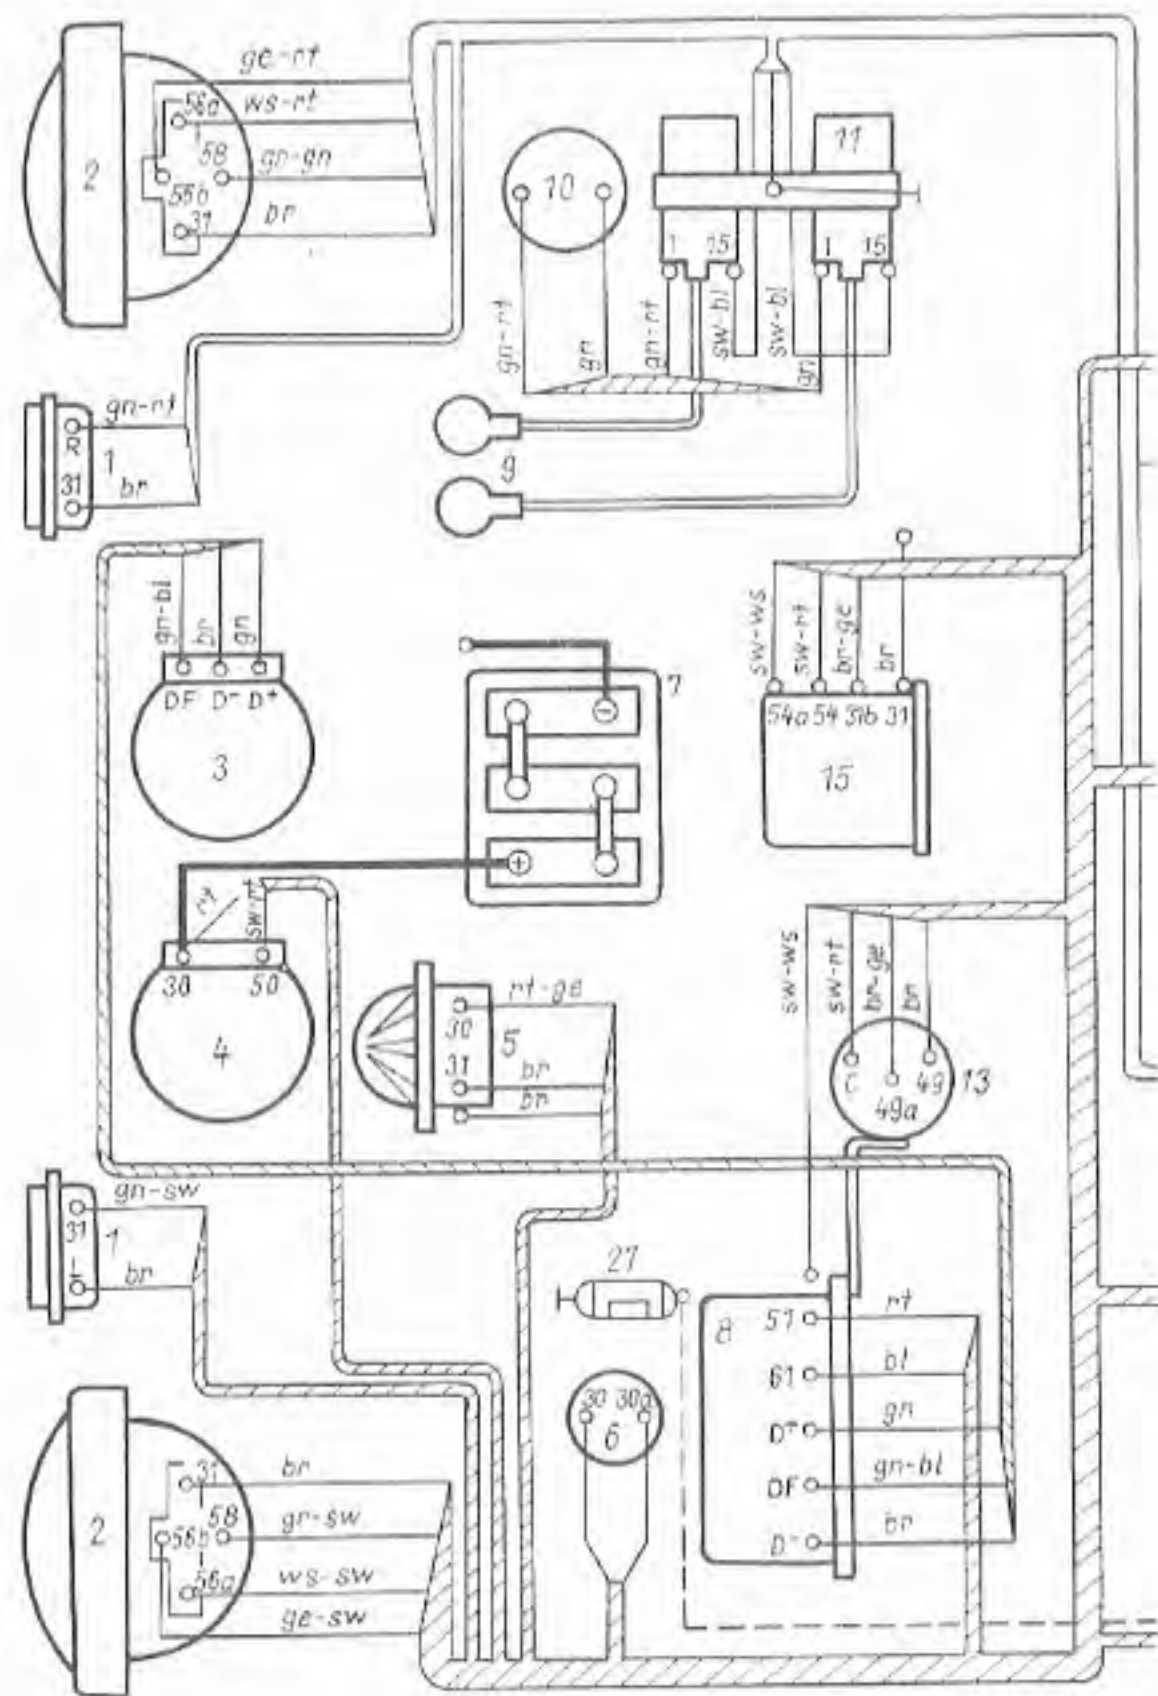 ge-rt
56a
ws-rt
58
gn-gn
2
56b
31
br
10
11
1
15
1
15
gn-rt
gn
gn-rt
sw-bl
sw-bl
gn
gn-rt
R
1
31
br
9
gn-bl
br
gn
DF
D-
D+
3
7
-
+
sw-ws
sw-rt
br-ge
br
54a
54
31b
31
15
rt
sw-rt
30
50
4
rt-ge
30
5
31
br
br
sw-ws
sw-rt
br-ge
br
C
49
13
49a
gn-sw
31
1
L
br
27
8
51
rt
61
bl
D+
gn
DF
gn-bl
D-
br
30
30a
6
31
br
58
gr-sw
2
56b
56a
ws-sw
ge-sw